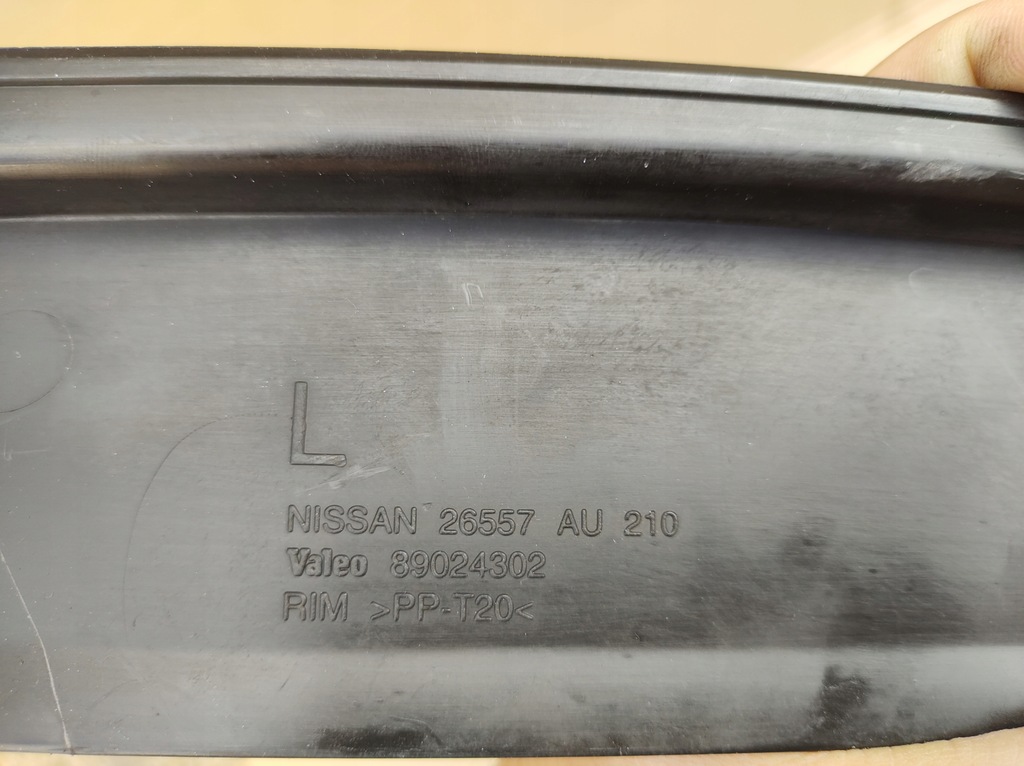 L
NISSAN 26557 AU 210
Valeo 89024302
RIM >PP-T20<